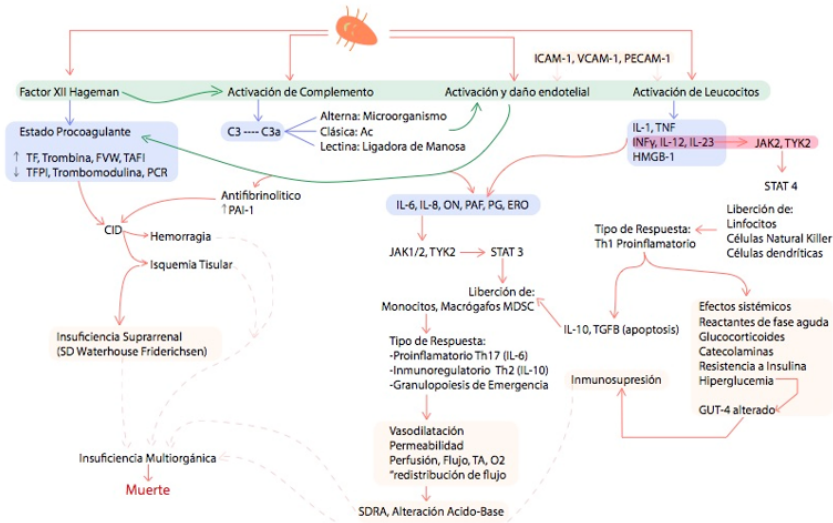 ICAM-1, VCAM-1, PECAM-1
Factor XII Hageman
Activación de Complemento
Activación y daño endotelial
Activación de Leucocitos
Estado Procoagulante
↑ TF, Trombina, FVW, TAFI
↓ TFPI, Trombomodulina, PCR
C3 ---- C3a
Alterna: Microorganismo
Clásica: Ac
Lectina: Ligadora de Manosa
IL-1, TNF
INFγ, IL-12, IL-23
HMGB-1
JAK2, TYK2
STAT 4
Antifibrinolitico
↑PAI-1
IL-6, IL-8, ON, PAF, PG, ERO
Liberción de:
Linfocitos
Células Natural Killer
Células dendríticas
CID
Hemorragia
Isquemia Tisular
JAK1/2, TYK2
STAT 3
Tipo de Respuesta:
Th1 Proinflamatorio
Liberción de:
Monocitos, Macrógafos MDSC
IL-10, TGFB (apoptosis)
Efectos sistémicos
Reactantes de fase aguda
Glucocorticoides
Catecolaminas
Resistencia a Insulina
Hiperglucemia
GUT-4 alterado
Insuficiencia Suprarrenal
(SD Waterhouse Friderichsen)
Tipo de Respuesta:
-Proinflamatorio Th17 (IL-6)
-Inmunoregulatorio Th2 (IL-10)
-Granulopoiesis de Emergencia
Inmunosupresión
Vasodilatación
Permeabilidad
Perfusión, Flujo, TA, O2
"redistribución de flujo
Insuficiencia Multiorgánica
Muerte
SDRA, Alteración Acido-Base